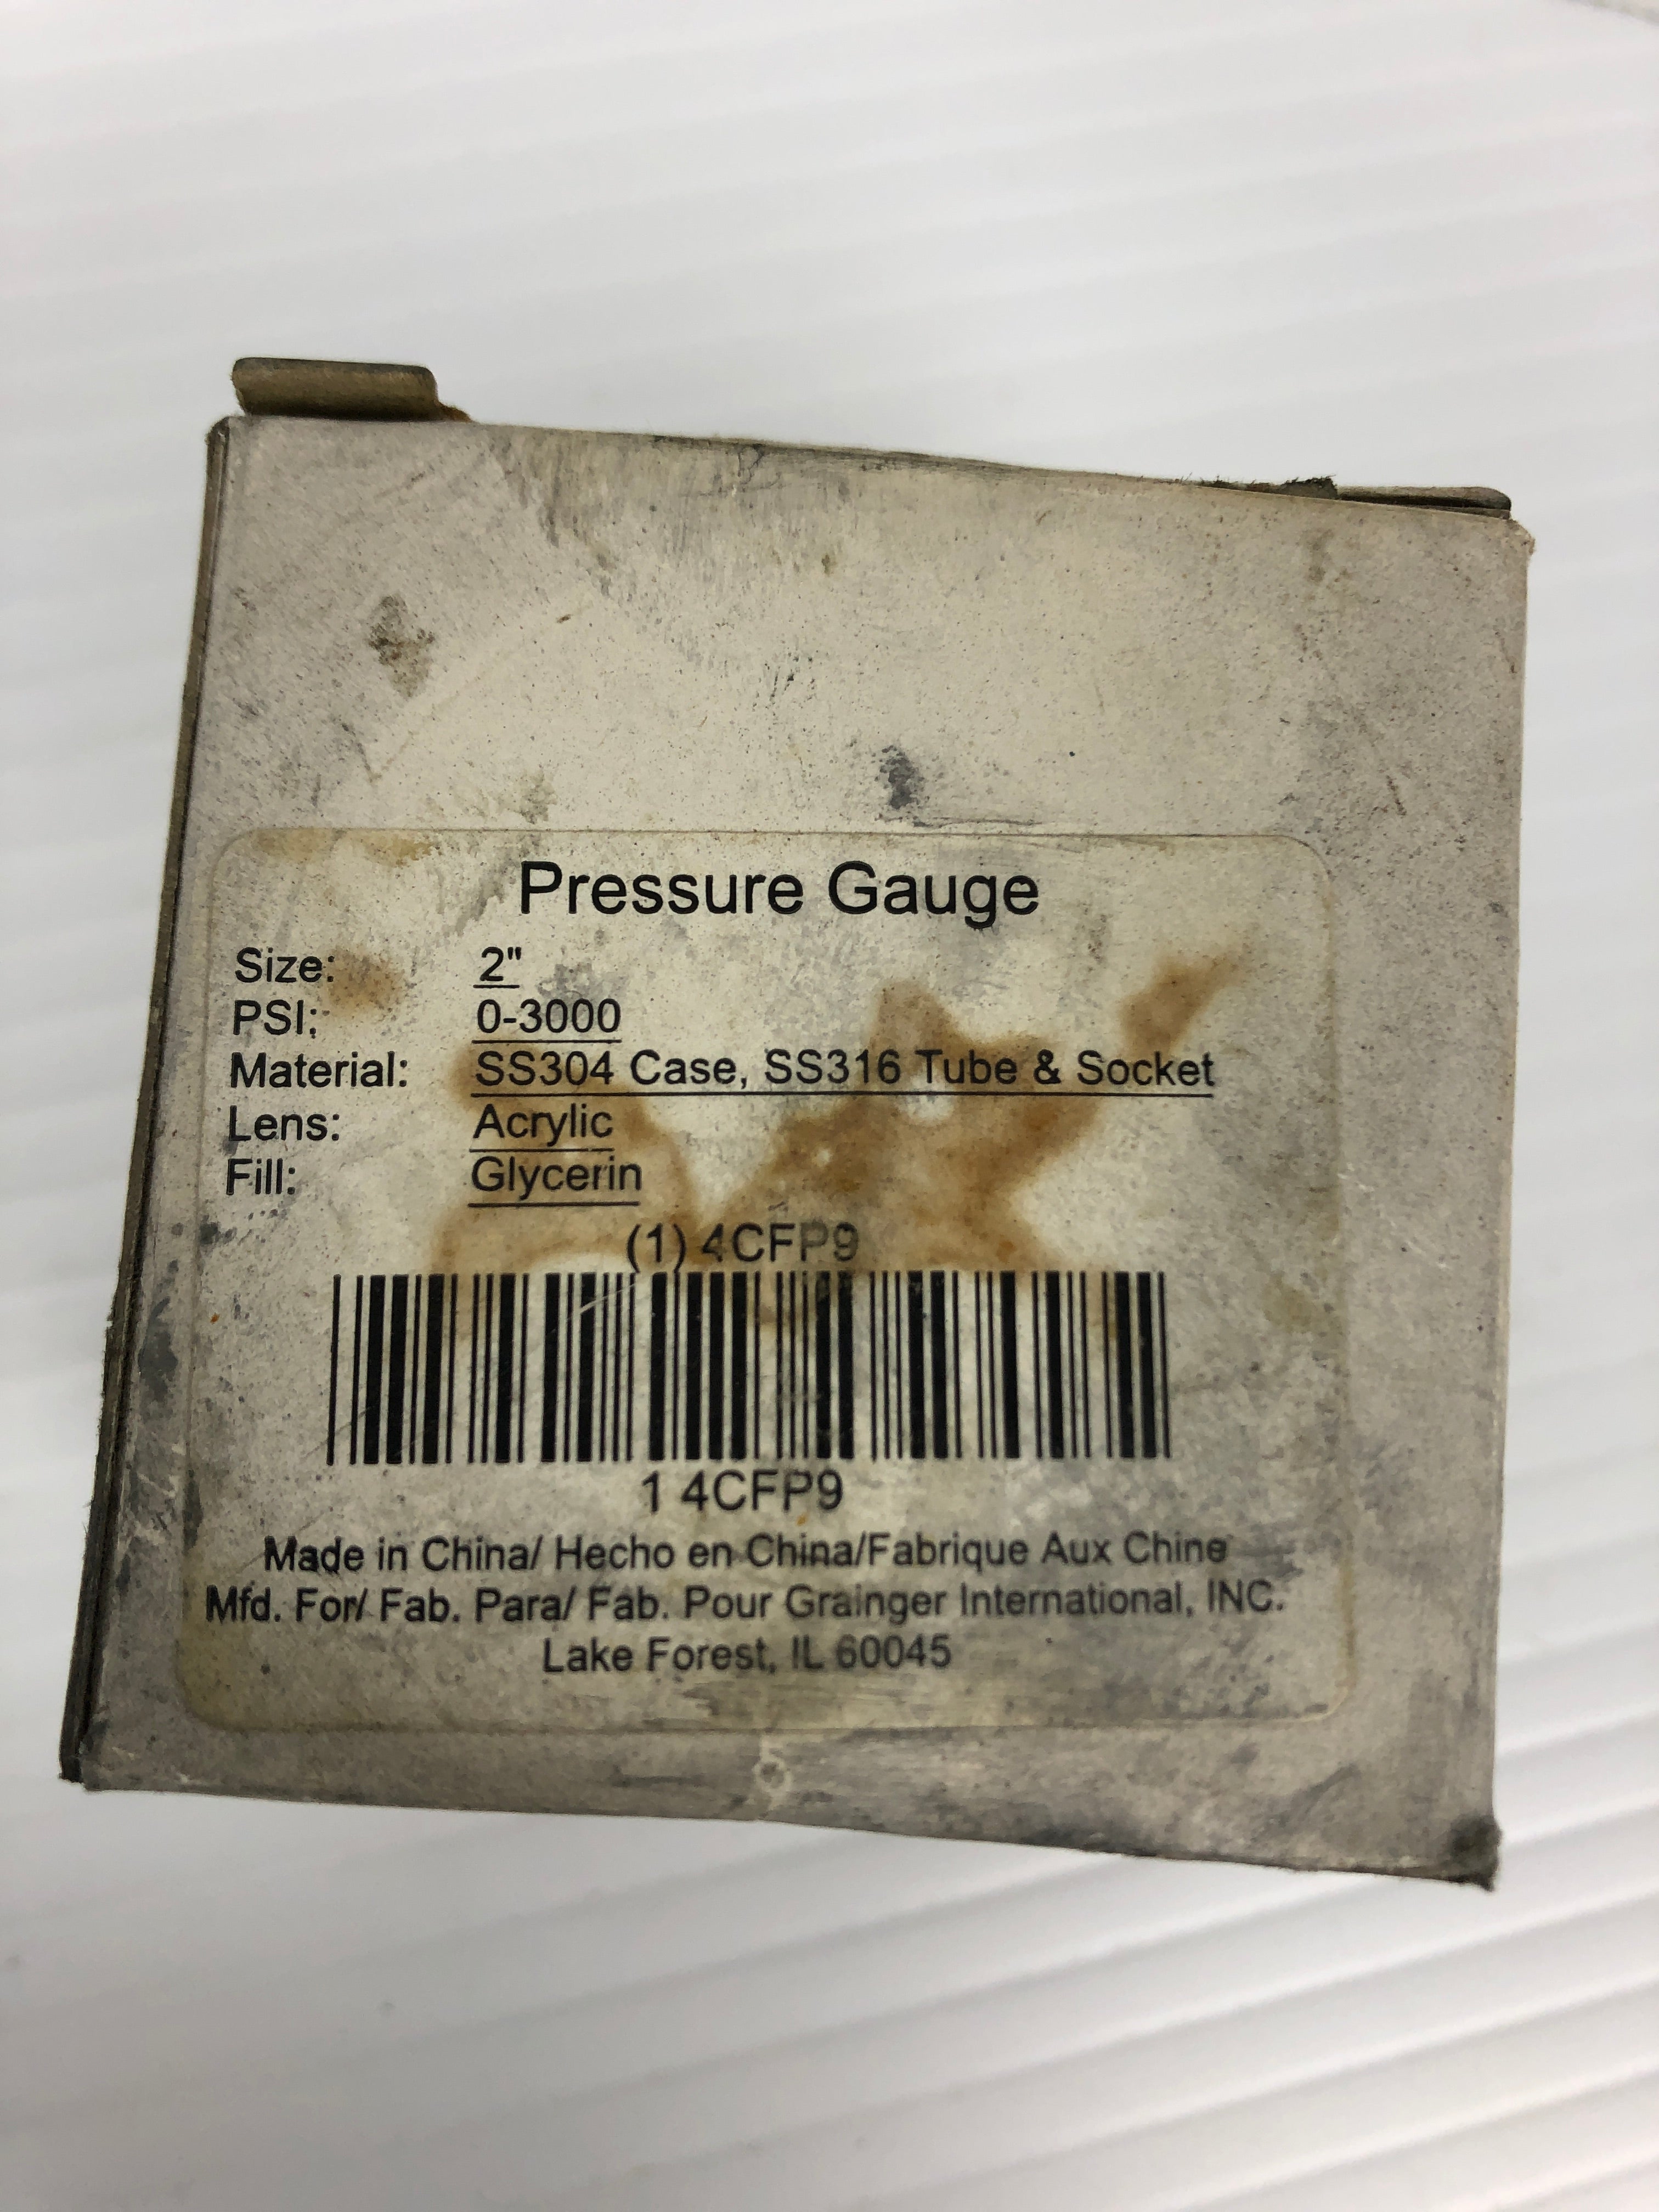 Pressure Gauge
Size: 2"
PSI: 0-3000
Material: SS304 Case, SS316 Tube & Socket
Lens: Acrylic
Fill: Glycerin
(1) 4CFP9
1 4CFP9
Made in China/ Hecho en China/Fabrique Aux Chine
Mfd. For/ Fab. Para/ Fab. Pour Grainger International, INC.
Lake Forest, IL 60045